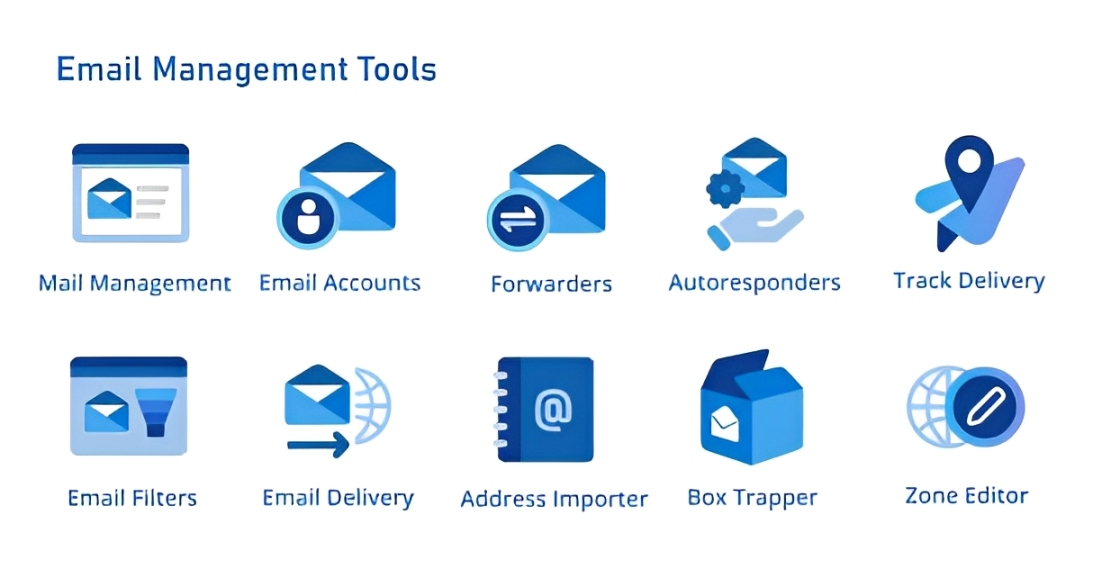 Email Management Tools
Mail Management
Email Accounts
Forwarders
Autoresponders
Track Delivery
@
Email Filters
Email Delivery
Address Importer
Box Trapper
Zone Editor